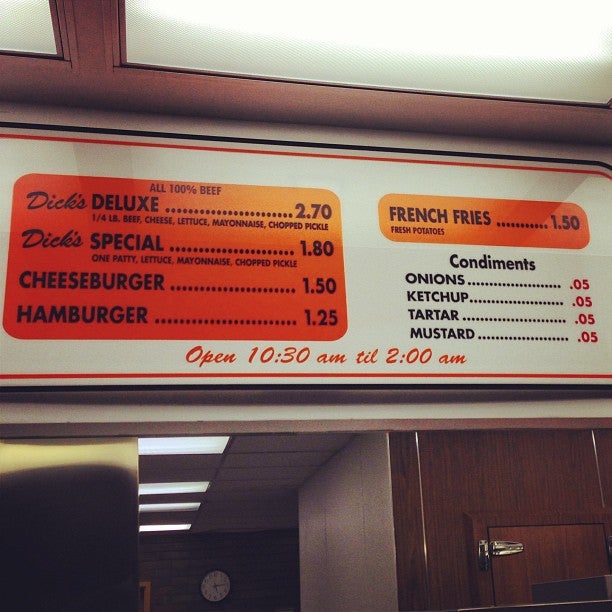 ALL 100% BEEF
Dick's DELUXE ........................ 2.70
1/4 LB. BEEF, CHEESE, LETTUCE, MAYONNAISE, CHOPPED PICKLE
Dick's SPECIAL ....................... 1.80
ONE PATTY, LETTUCE, MAYONNAISE, CHOPPED PICKLE
CHEESEBURGER ....................... 1.50
HAMBURGER .......................... 1.25
FRENCH FRIES ........... 1.50
FRESH POTATOES
Condiments
ONIONS ...................... .05
KETCHUP ..................... .05
TARTAR ...................... .05
MUSTARD ..................... .05
Open 10:30 am til 2:00 am